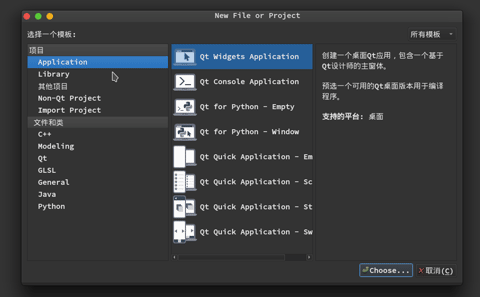 New File or Project
选择一个模板:
所有模板
项目
Application
Library
其他项目
Non-Qt Project
Import Project
文件和类
C++
Modeling
Qt
GLSL
General
Java
Python
Qt Widgets Application
Qt Console Application
Qt for Python - Empty
Qt for Python - Window
Qt Quick Application - Em
Qt Quick Application - Sc
Qt Quick Application - St
Qt Quick Application - Sw
创建一个桌面Qt应用，包含一个基于
Qt设计师的主窗体。
预选一个可用的Qt桌面版本用于编译
程序。
支持的平台: 桌面
Choose...
取消(C)